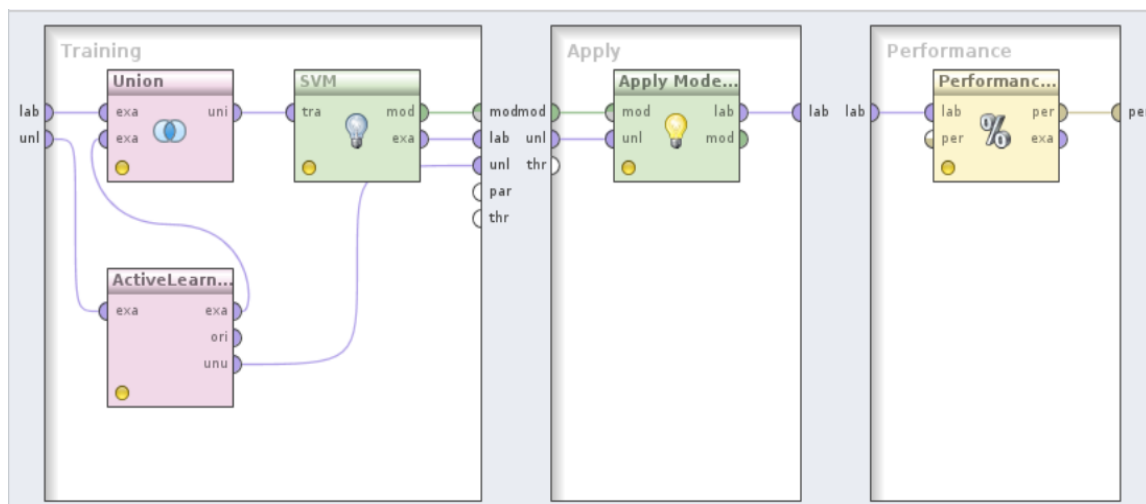 Training
Apply
Performance
Union
SVM
Apply Mode...
Performanc...
lab
exa
uni
tra
mod
mod
mod
mod
lab
lab
lab
lab
per
per
unl
exa
exa
lab
unl
unl
mod
per
exa
unl
thr
par
thr
ActiveLearn...
exa
exa
ori
unu